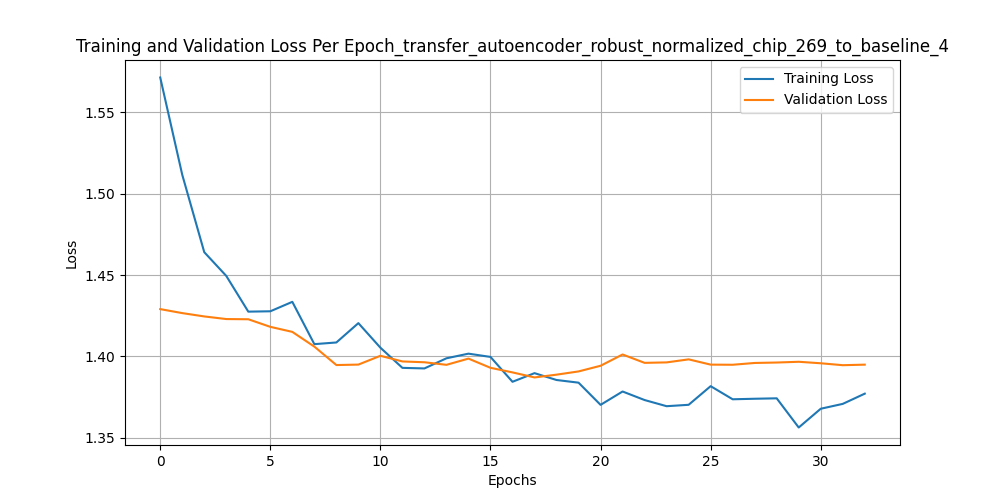 Training and Validation Loss Per Epoch_transfer_autoencoder_robust_normalized_chip_269_to_baseline_4
Training Loss
Validation Loss
1.55
1.50
1.45
1.40
1.35
Loss
0 5 10 15 20 25 30
Epochs